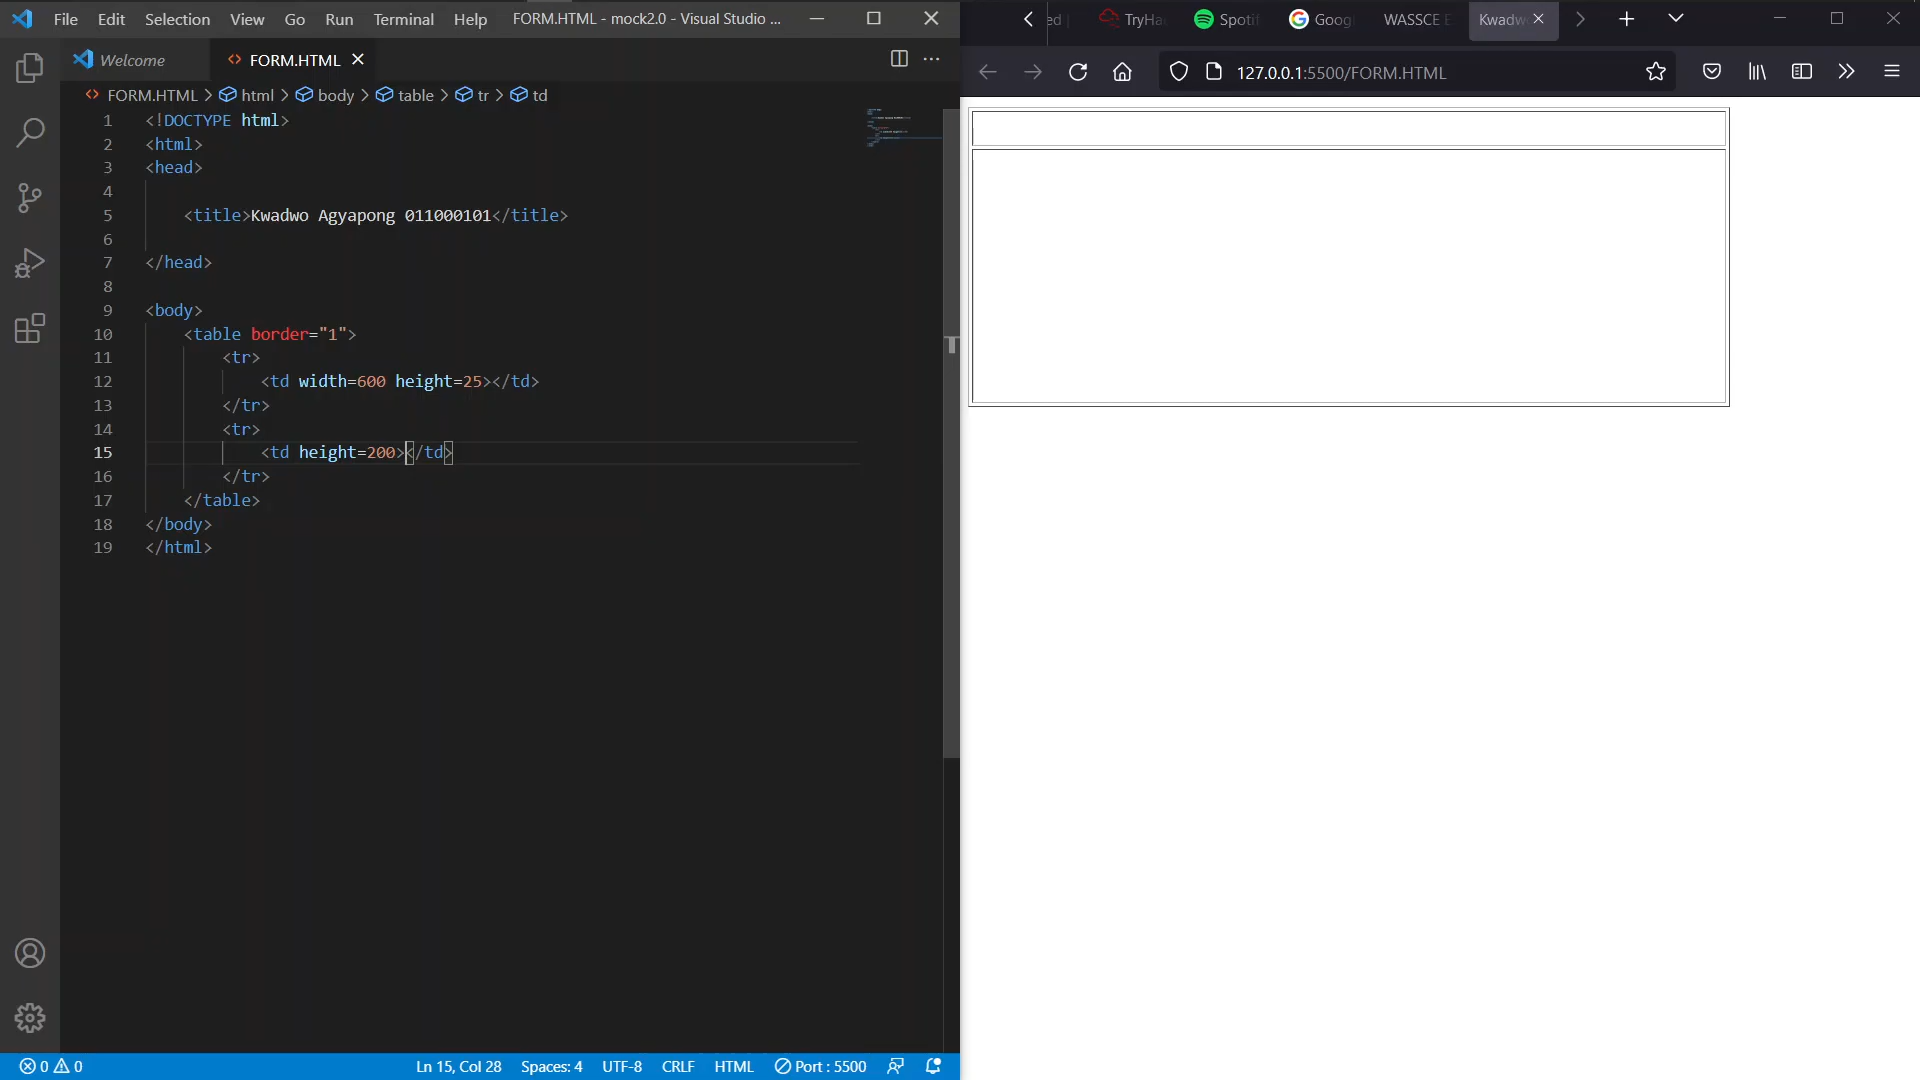 File Edit Selection View Go Run Terminal Help FORM.HTML - mock2.0 - Visual Studio ...
Welcome FORM.HTML
FORM.HTML > html > body > table > tr > td
1 <!DOCTYPE html>
2 <html>
3 <head>
4
5 <title>Kwadwo Agyapong 011000101</title>
6
7 </head>
8
9 <body>
10 <table border="1">
11 <tr>
12 <td width=600 height=25></td>
13 </tr>
14 <tr>
15 <td height=200></td>
16 </tr>
17 </table>
18 </body>
19 </html>
0 0 Ln 15, Col 28 Spaces: 4 UTF-8 CRLF HTML Port : 5500
ed TryHa Spotif Goog WASSCE E Kwadw
127.0.0.1:5500/FORM.HTML